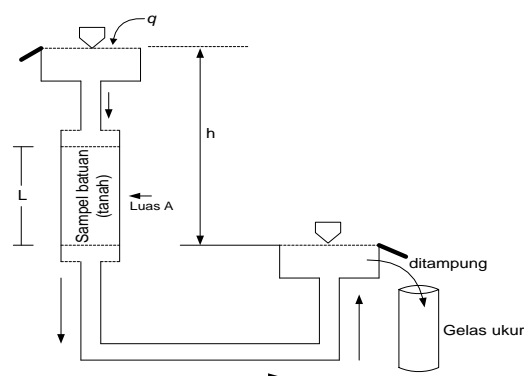 q
h
L
Sampel batuan
(tanah)
Luas A
ditampung
Gelas ukur